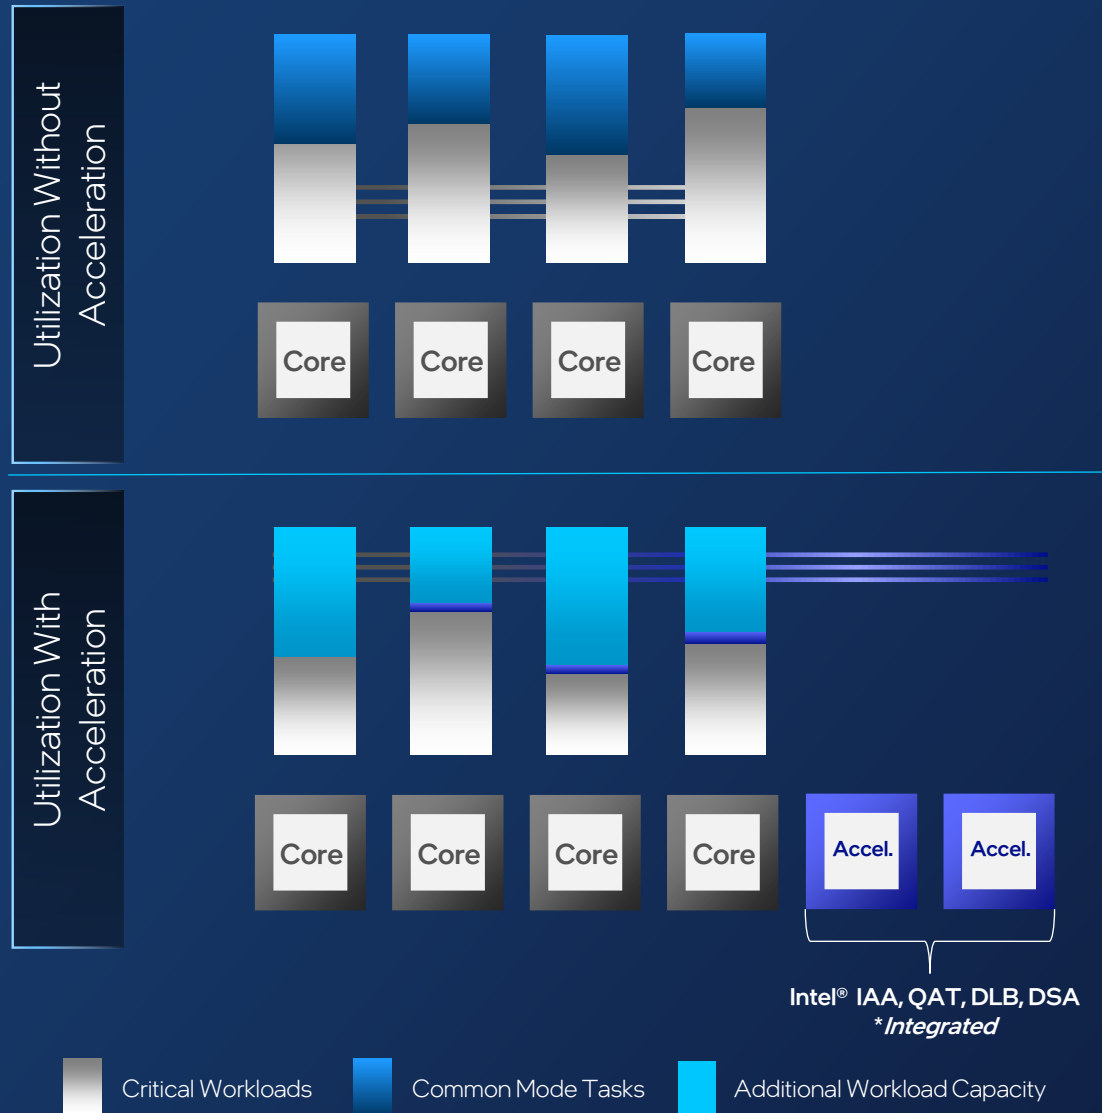 Utilization Without
Acceleration
Core
Core
Core
Core
Utilization With
Acceleration
Core
Core
Core
Core
Accel.
Accel.
Intel® IAA, QAT, DLB, DSA
*Integrated
Critical Workloads
Common Mode Tasks
Additional Workload Capacity